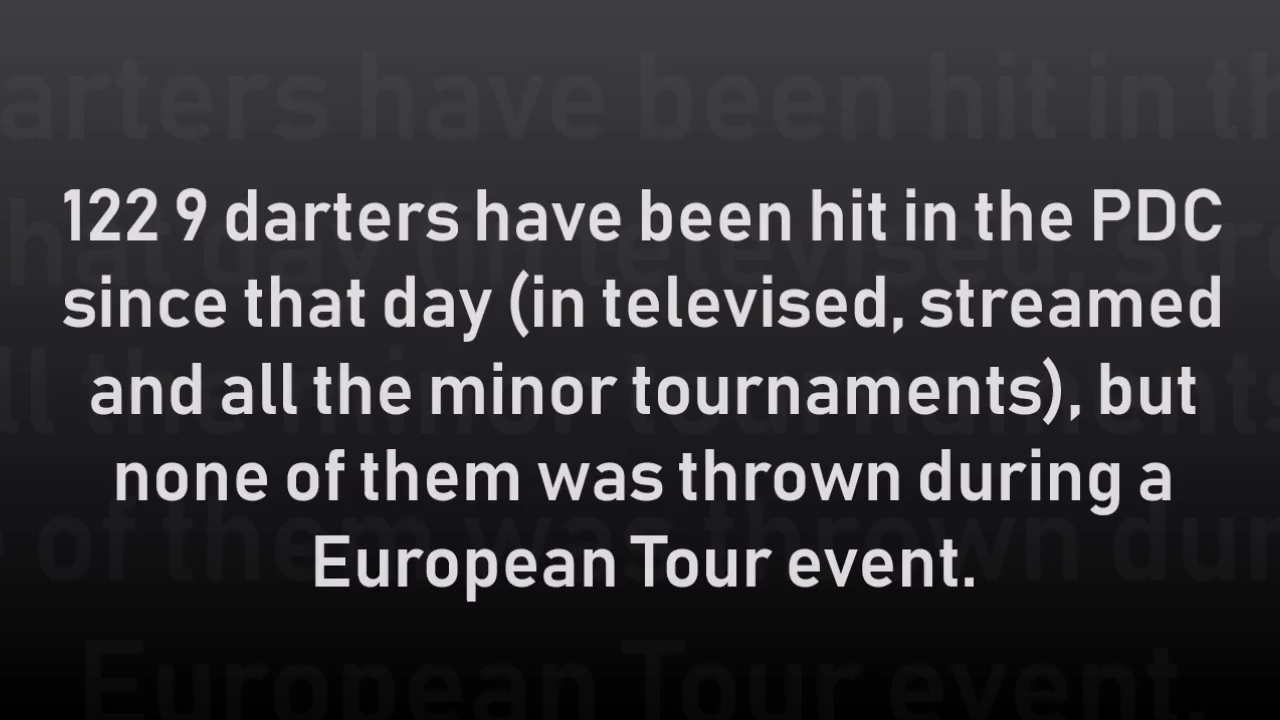 122 9 darters have been hit in the PDC
since that day (in televised, streamed
and all the minor tournaments), but
none of them was thrown during a
European Tour event.